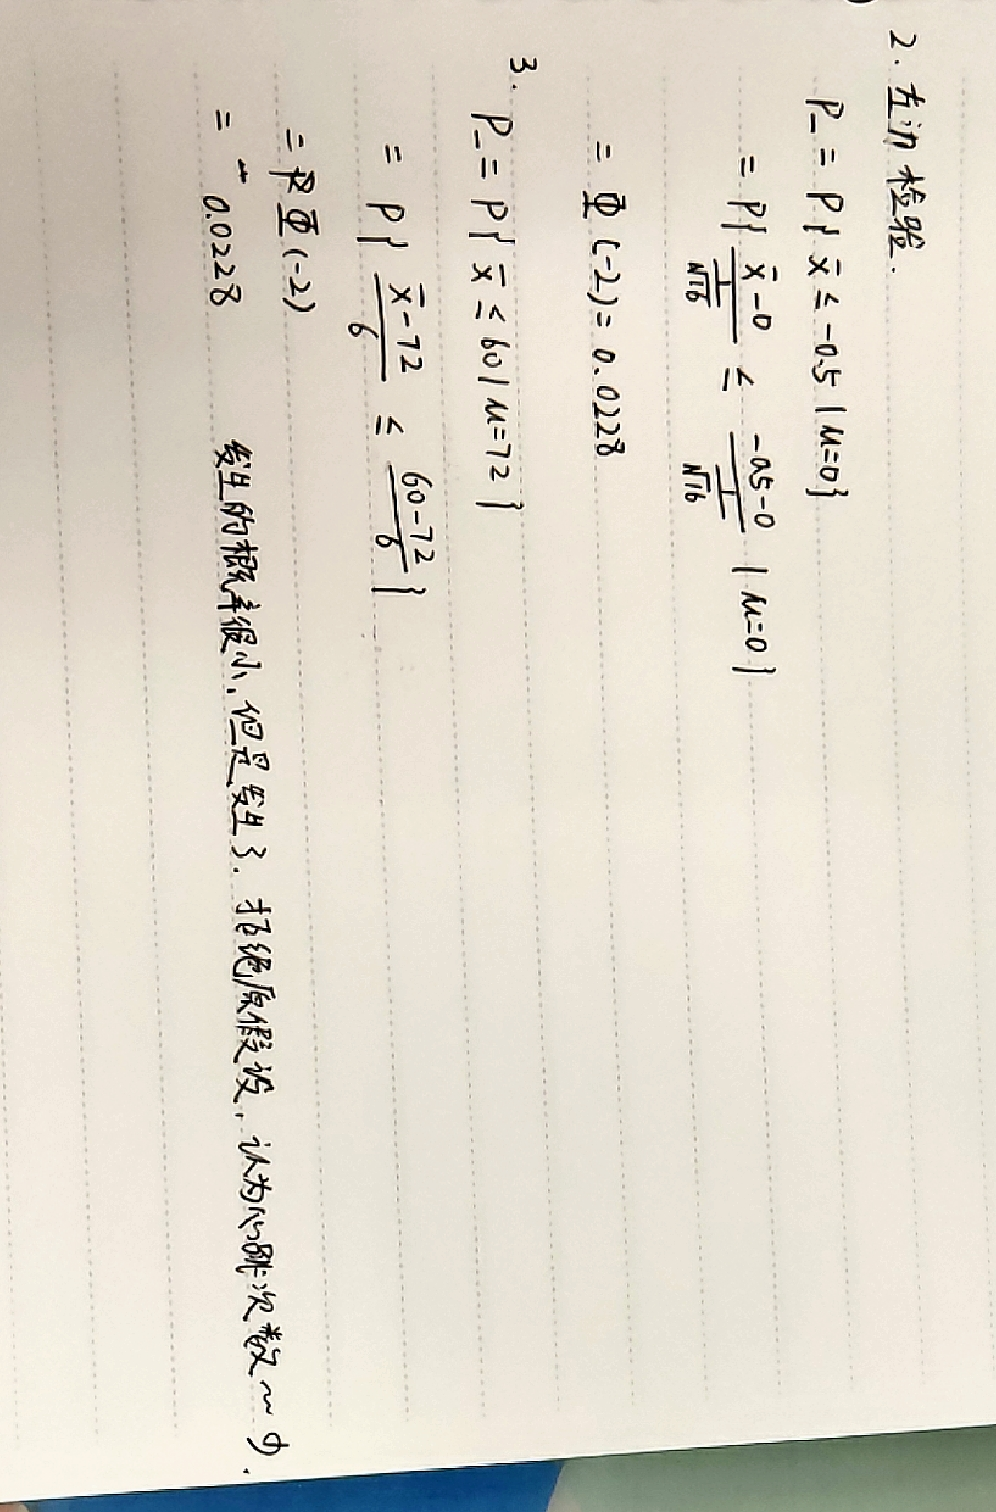 2. 左边检验.
P_ = P{ x̄ ≤ -0.5 | μ=0}
= P{ (x̄-0)/(1/√16) ≤ (-0.5-0)/(1/√16) | μ=0}
= Φ(-2) = 0.0228
3.
P_ = P{ x̄ ≤ 60 | μ=72 }
= P{ (x̄-72)/6 ≤ (60-72)/6 }
= Φ(-2)
= 0.0228 发生的概率很小, 但是发生了. 拒绝原假设, 认为心跳次数~